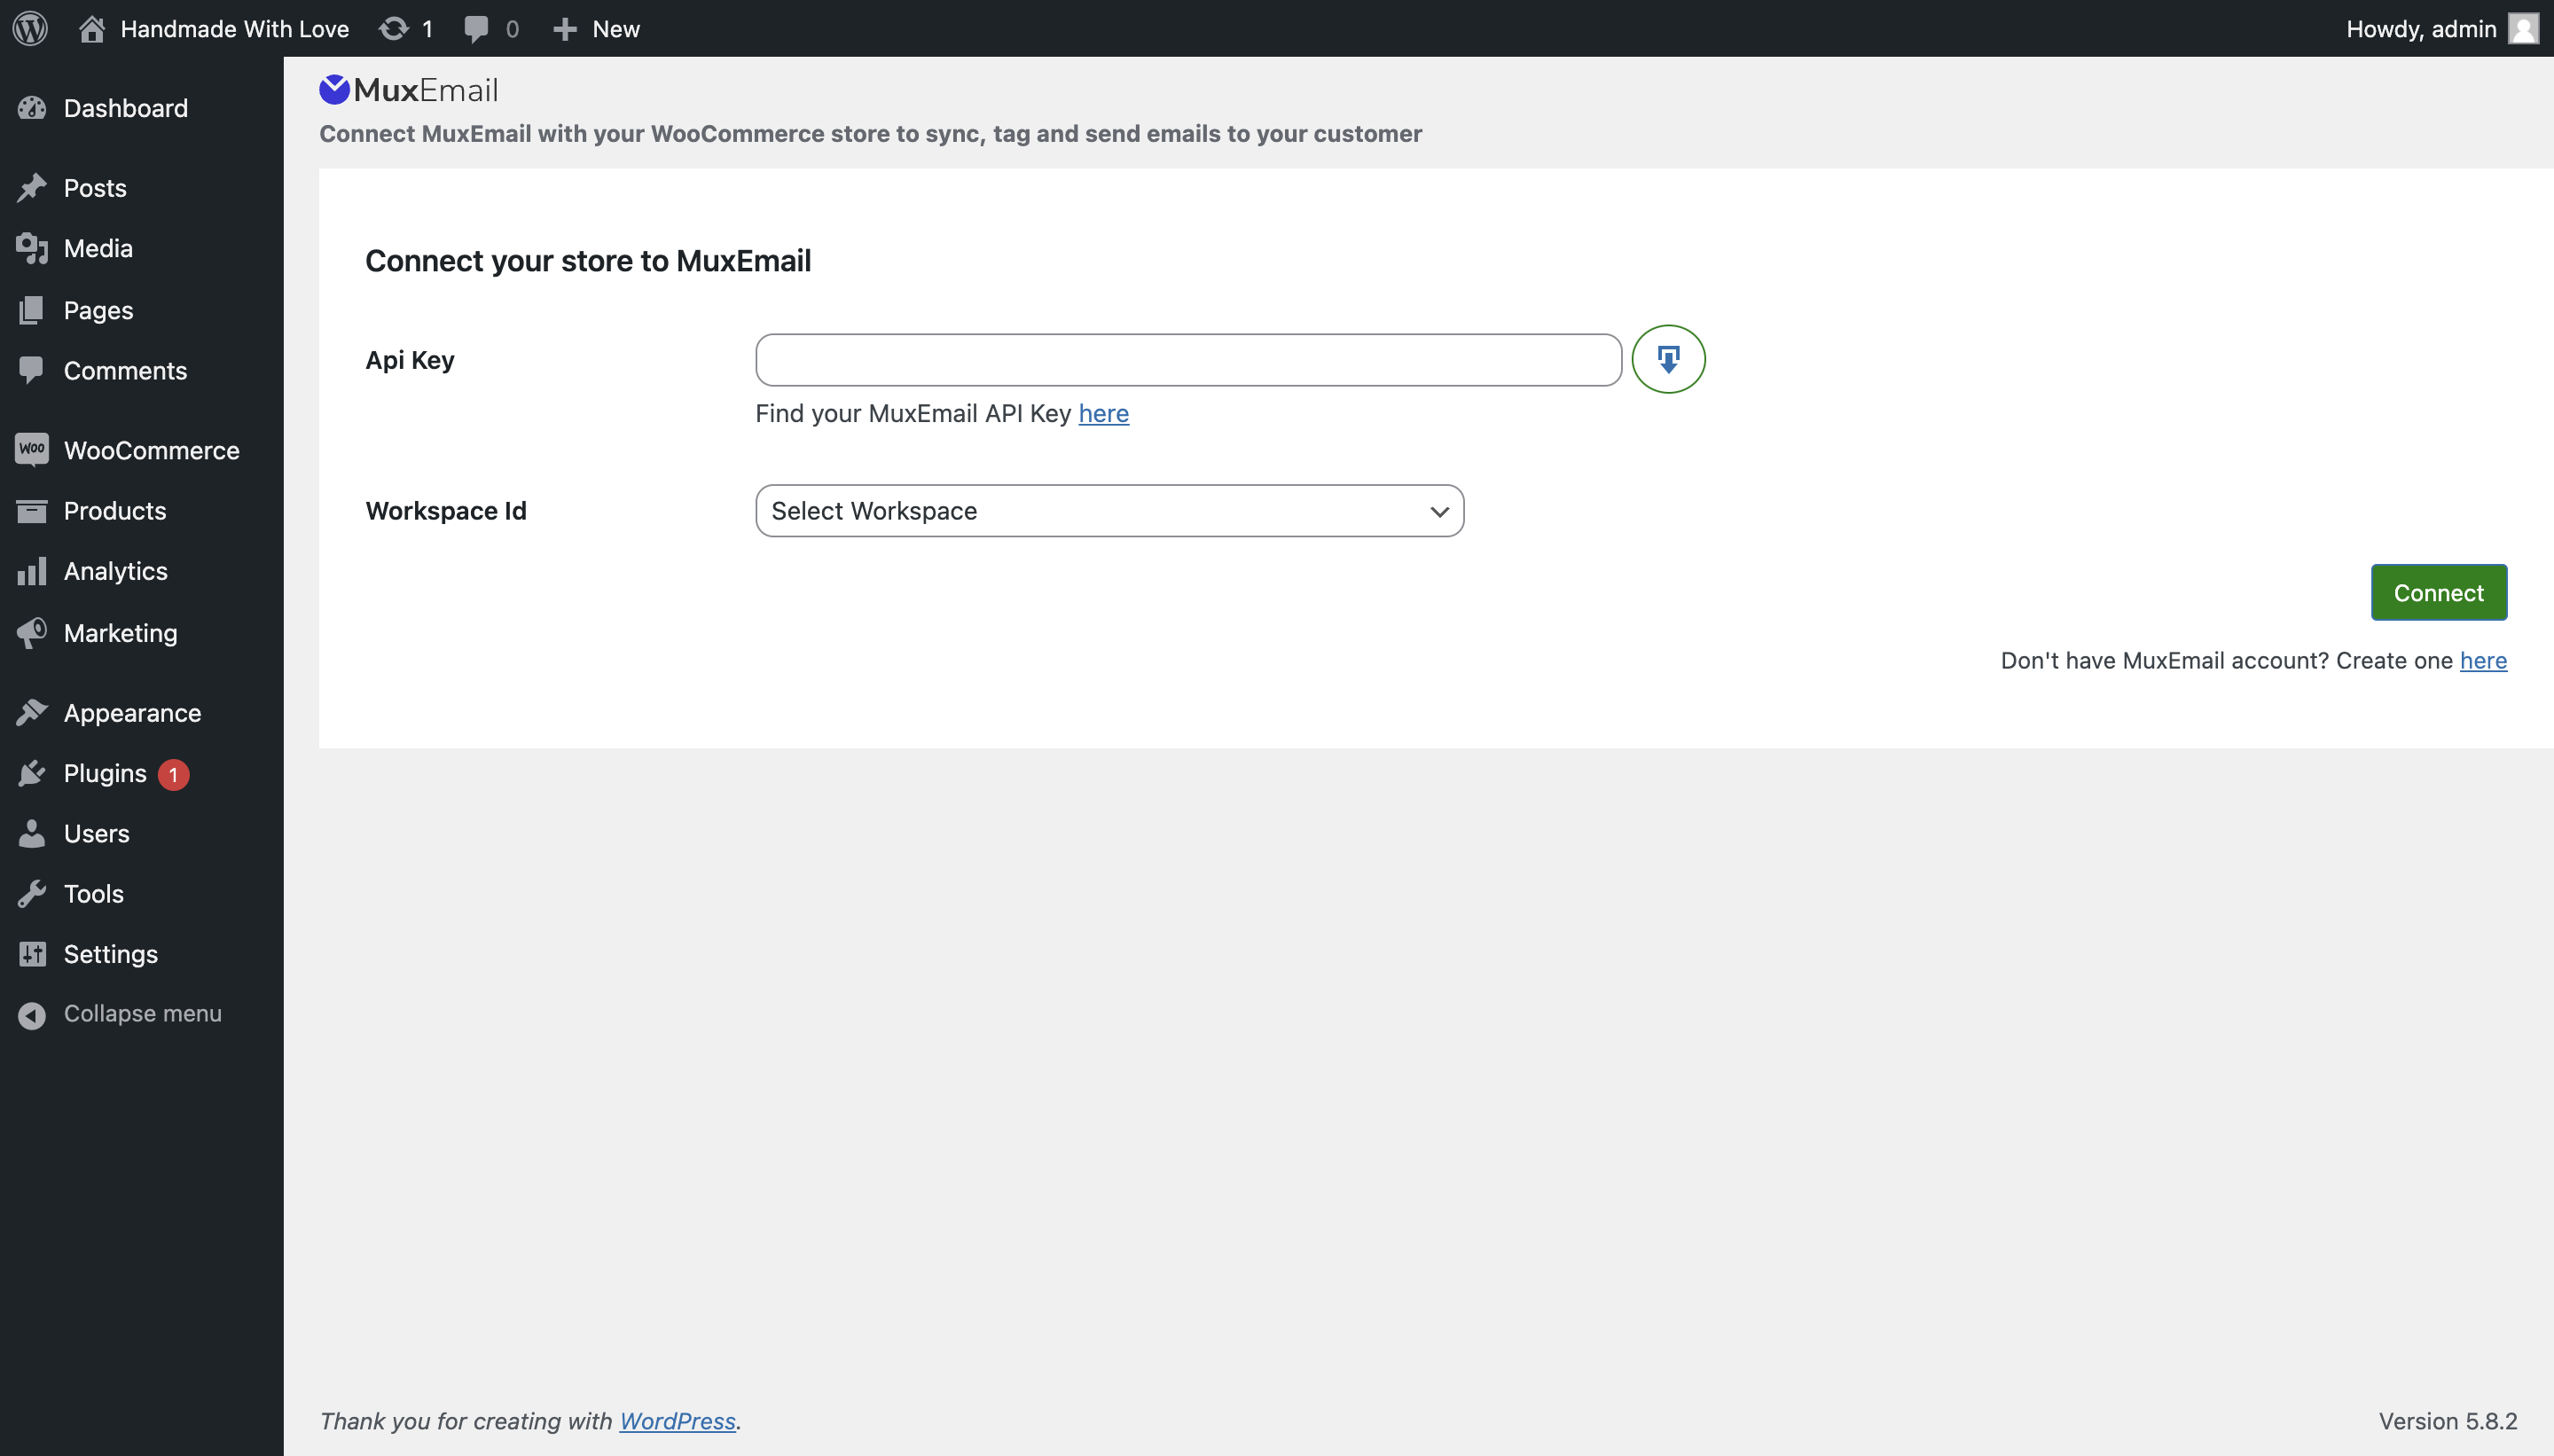 Handmade With Love 1 0 New Howdy, admin
Dashboard
Posts
Media
Pages
Comments
WooCommerce
Products
Analytics
Marketing
Appearance
Plugins 1
Users
Tools
Settings
Collapse menu
MuxEmail
Connect MuxEmail with your WooCommerce store to sync, tag and send emails to your customer
Connect your store to MuxEmail
Api Key
Find your MuxEmail API Key here
Workspace Id Select Workspace
Connect
Don't have MuxEmail account? Create one here
Thank you for creating with WordPress. Version 5.8.2